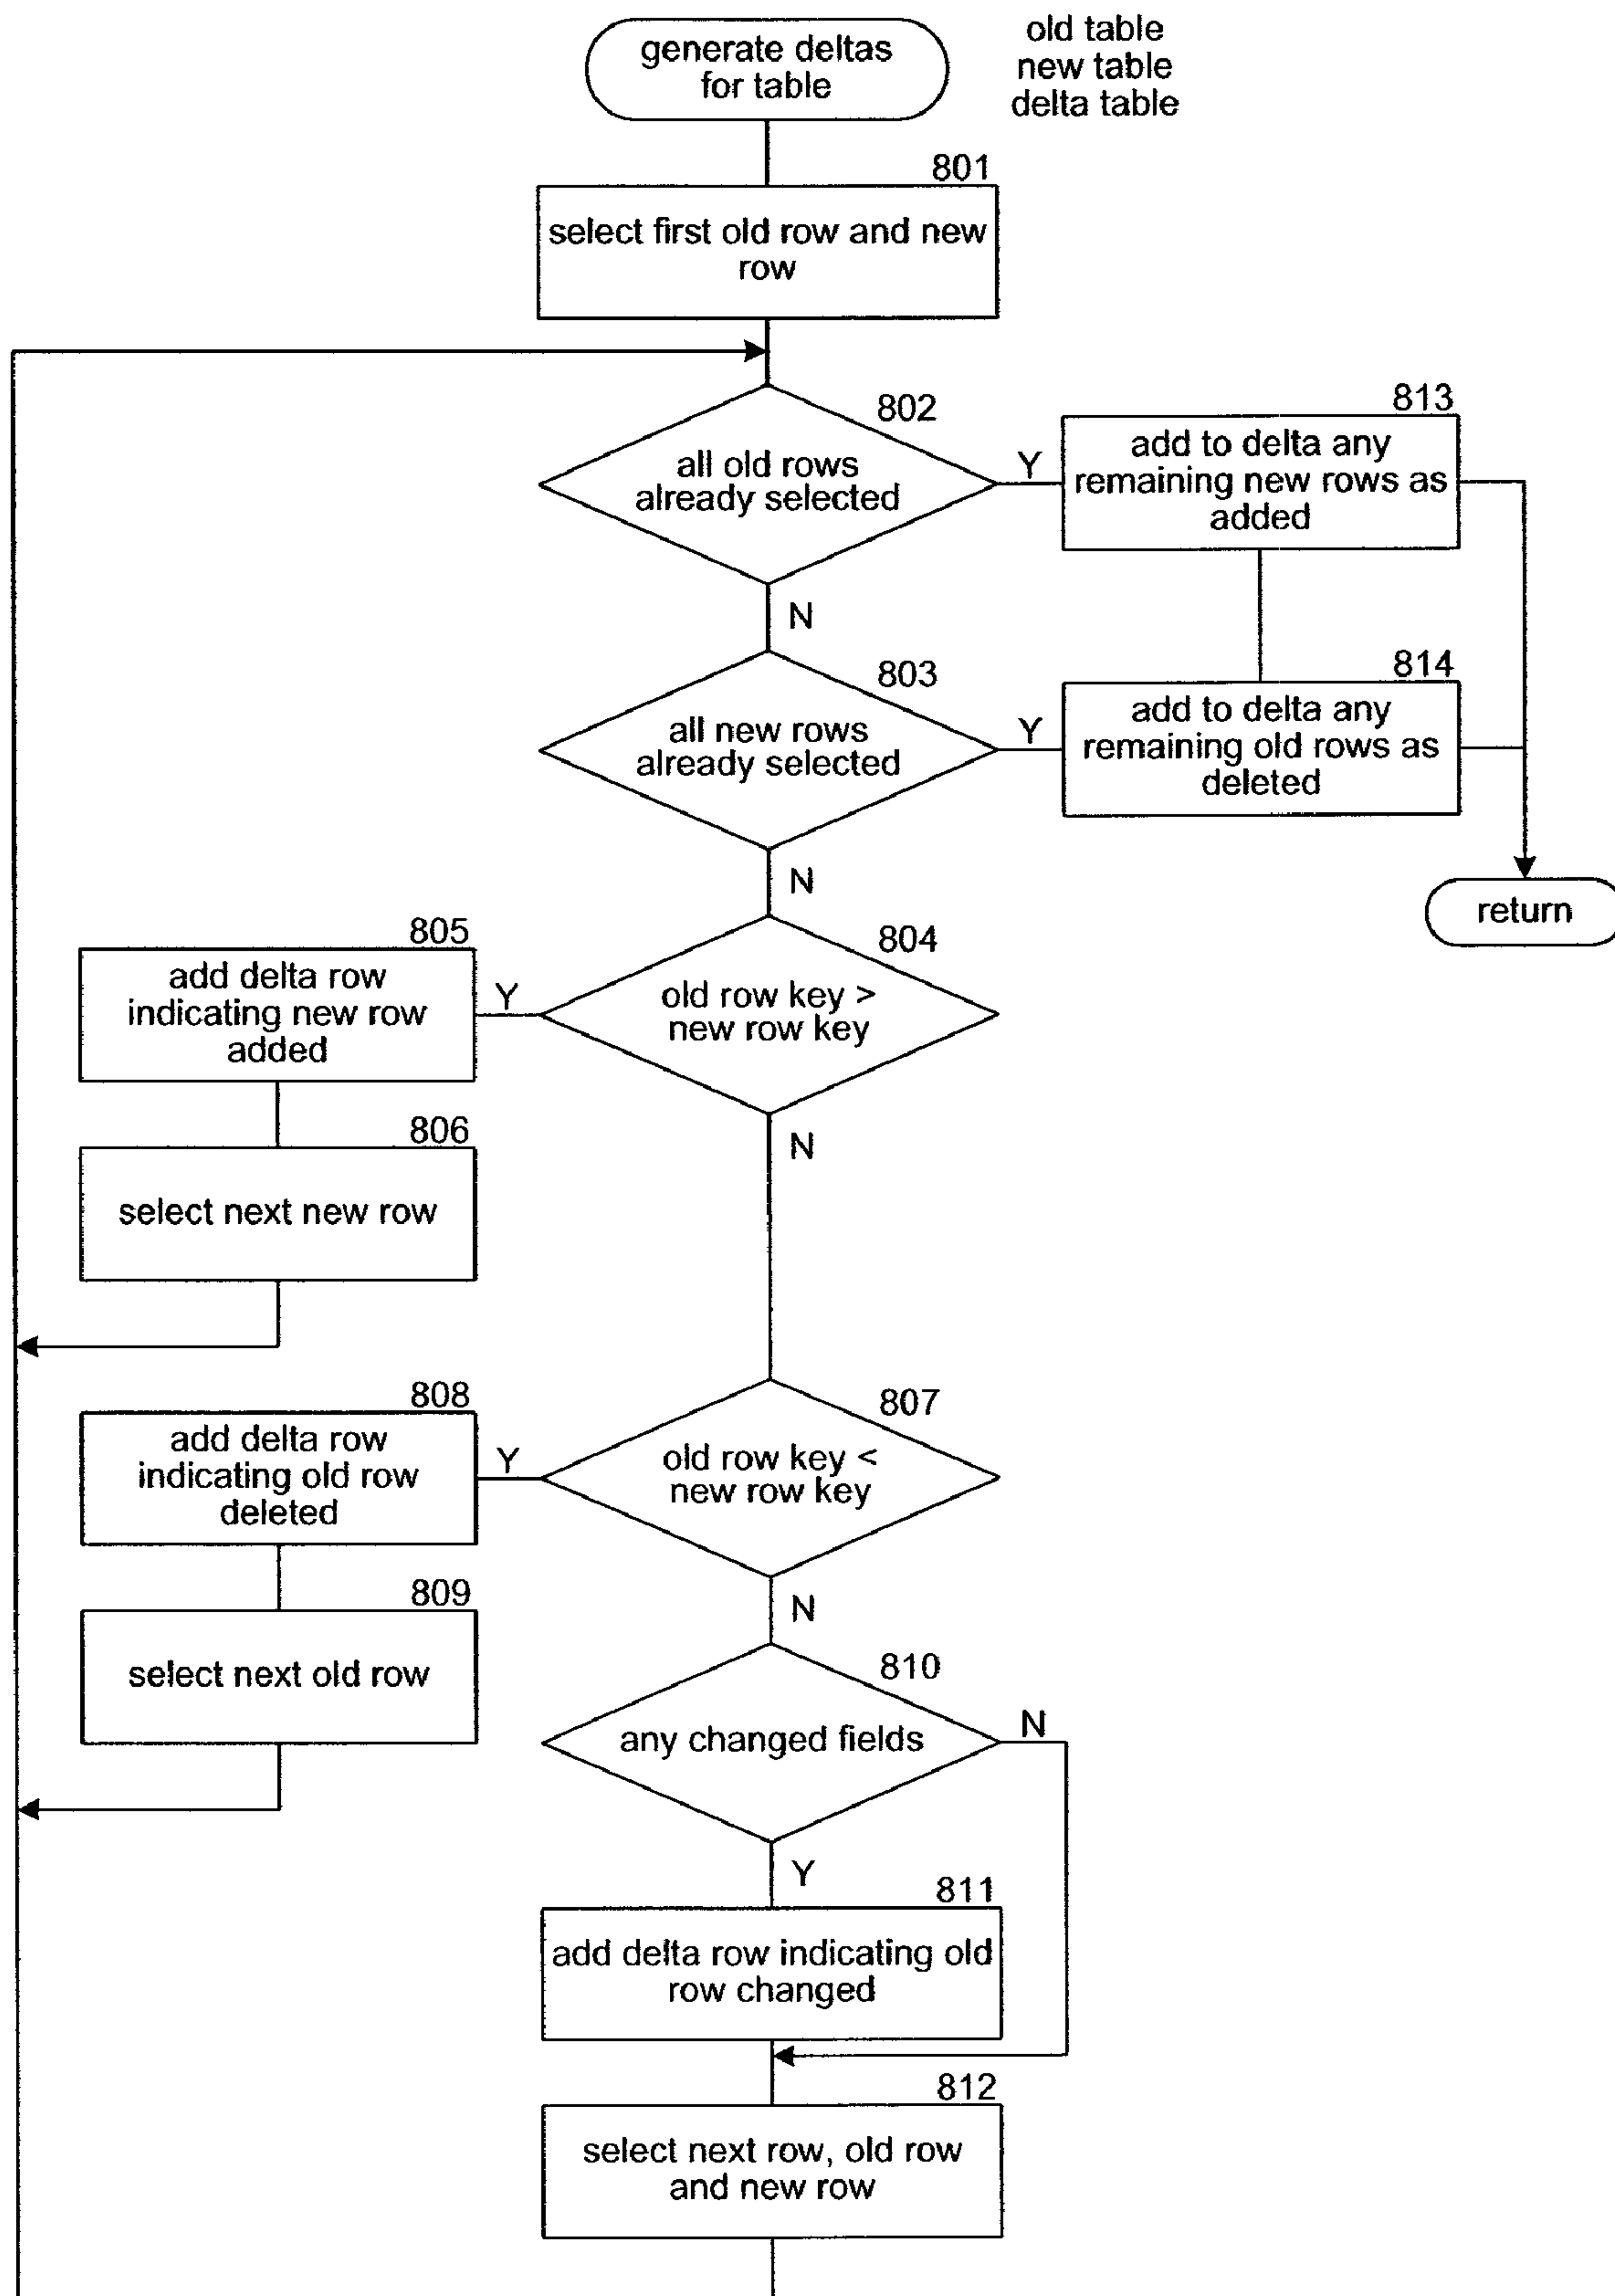 generate deltas
for table
old table
new table
delta table
801
select first old row and new
row
802
all old rows
already selected
Y
N
813
add to delta any
remaining new rows as
added
803
all new rows
already selected
Y
N
814
add to delta any
remaining old rows as
deleted
return
804
old row key >
new row key
Y
N
805
add delta row
indicating new row
added
806
select next new row
807
old row key <
new row key
Y
N
808
add delta row
indicating old row
deleted
809
select next old row
810
any changed fields
N
Y
811
add delta row indicating old
row changed
812
select next row, old row
and new row